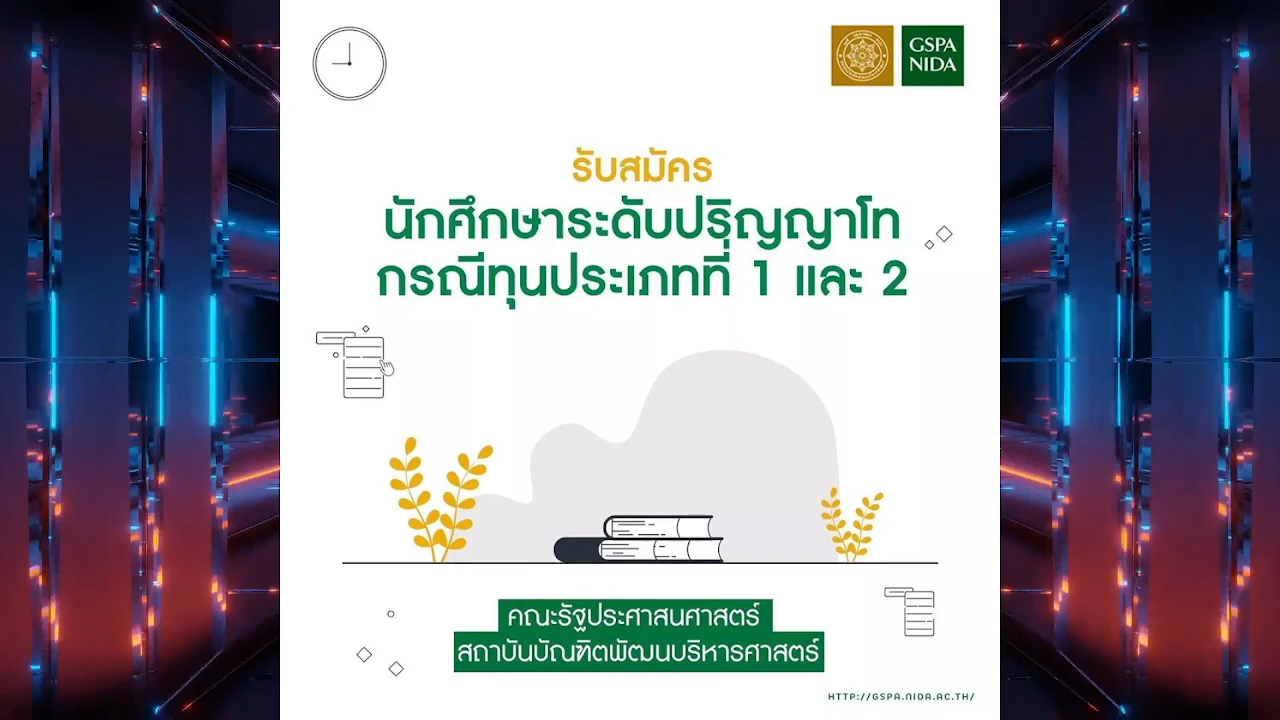 GSPA
NIDA
รับสมัคร
นักศึกษาระดับปริญญาโท
กรณีทุนประเภทที่ 1 และ 2
คณะรัฐประศาสนศาสตร์
สถาบันบัณฑิตพัฒนบริหารศาสตร์
HTTP://GSPA.NIDA.AC.TH/